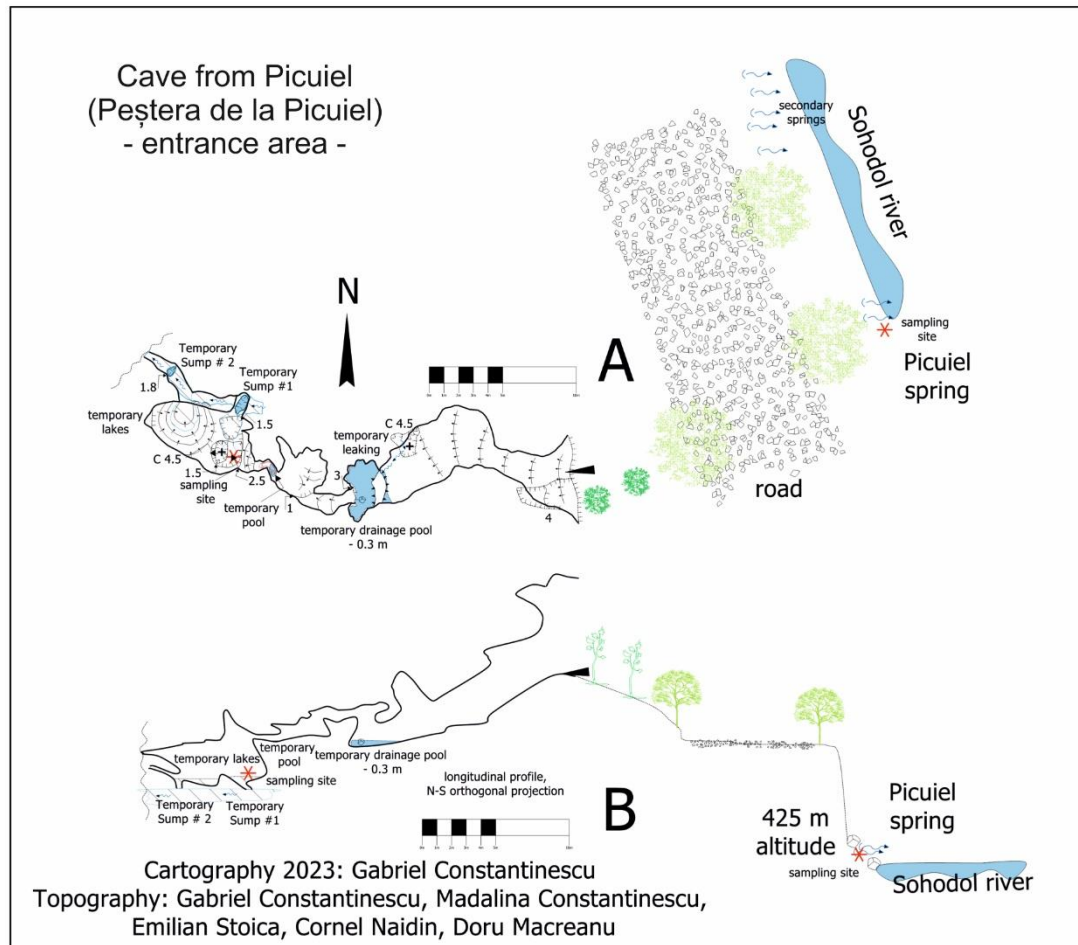 Cave from Picuiel
(Peștera de la Picuiel)
- entrance area -
secondary
springs
Sohodol river
sampling
site
Picuiel
spring
N
A
Temporary
Sump # 2
Temporary
Sump #1
1.8
temporary
lakes
1.5
C 4.5
temporary
leaking
C 4.5
1.5
2.5
3
sampling
site
temporary
pool
1
4
road
temporary drainage pool
- 0.3 m
temporary lakes
temporary
pool
temporary drainage pool
- 0.3 m
sampling site
longitudinal profile,
N-S orthogonal projection
B
Temporary
Sump # 2
Temporary
Sump #1
425 m
altitude
Picuiel
spring
sampling site
Sohodol river
Cartography 2023: Gabriel Constantinescu
Topography: Gabriel Constantinescu, Madalina Constantinescu,
Emilian Stoica, Cornel Naidin, Doru Macreanu